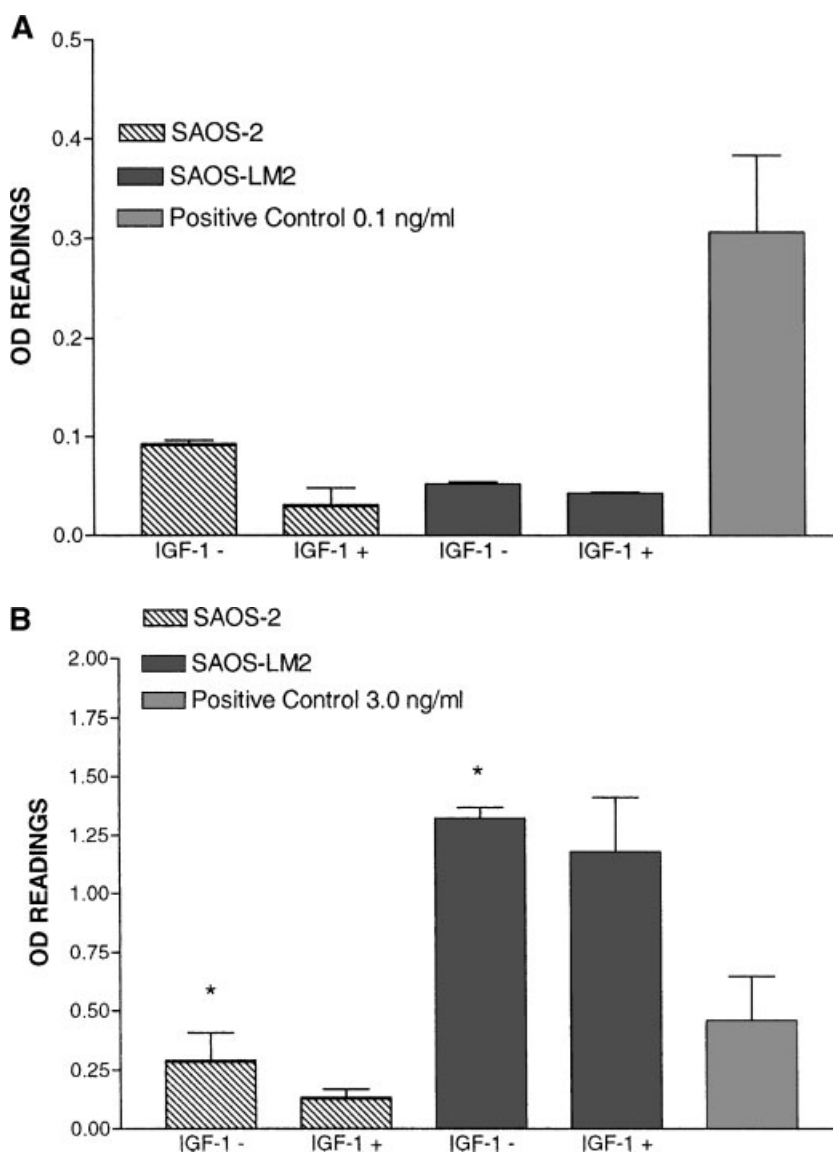 A
0.5
0.4
0.3
0.2
0.1
0.0
OD READINGS
SAOS-2
SAOS-LM2
Positive Control 0.1 ng/ml
IGF-1 - IGF-1 + IGF-1 - IGF-1 +
B
2.00
1.75
1.50
1.25
1.00
0.75
0.50
0.25
0.00
OD READINGS
SAOS-2
SAOS-LM2
Positive Control 3.0 ng/ml
*
*
IGF-1 - IGF-1 + IGF-1 - IGF-1 +